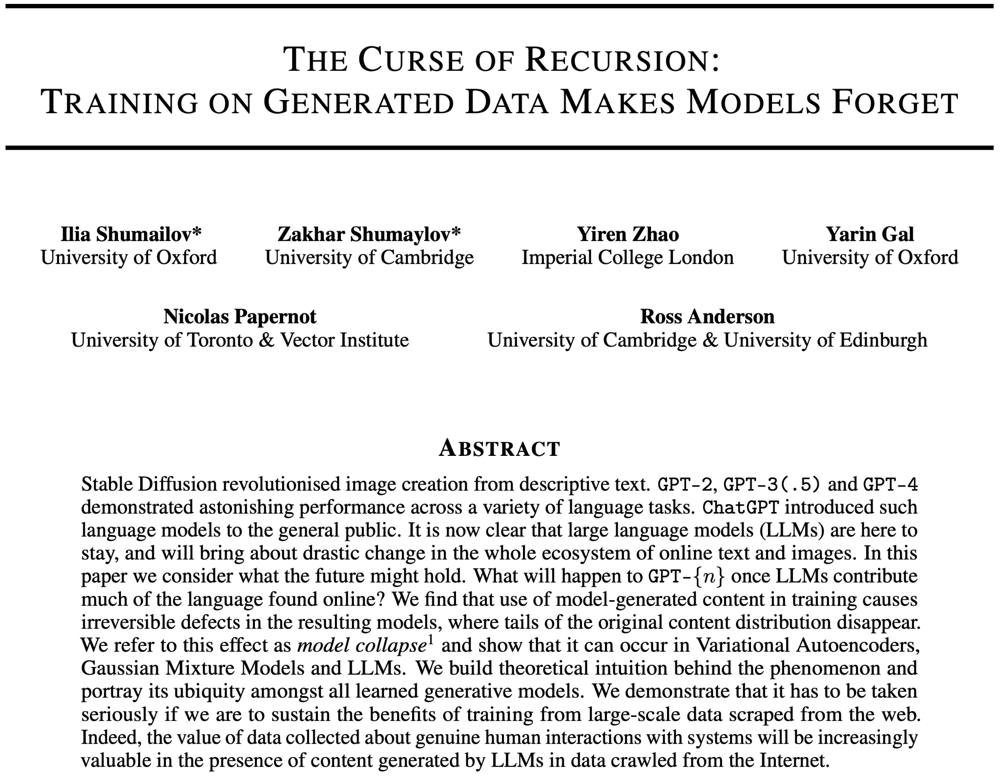 THE CURSE OF RECURSION:
TRAINING ON GENERATED DATA MAKES MODELS FORGET
Ilia Shumailov* Zakhar Shumaylov* Yiren Zhao Yarin Gal
University of Oxford University of Cambridge Imperial College London University of Oxford
Nicolas Papernot Ross Anderson
University of Toronto & Vector Institute University of Cambridge & University of Edinburgh
ABSTRACT
Stable Diffusion revolutionised image creation from descriptive text. GPT-2, GPT-3(.5) and GPT-4
demonstrated astonishing performance across a variety of language tasks. ChatGPT introduced such
language models to the general public. It is now clear that large language models (LLMs) are here to
stay, and will bring about drastic change in the whole ecosystem of online text and images. In this
paper we consider what the future might hold. What will happen to GPT-{n} once LLMs contribute
much of the language found online? We find that use of model-generated content in training causes
irreversible defects in the resulting models, where tails of the original content distribution disappear.
We refer to this effect as model collapse¹ and show that it can occur in Variational Autoencoders,
Gaussian Mixture Models and LLMs. We build theoretical intuition behind the phenomenon and
portray its ubiquity amongst all learned generative models. We demonstrate that it has to be taken
seriously if we are to sustain the benefits of training from large-scale data scraped from the web.
Indeed, the value of data collected about genuine human interactions with systems will be increasingly
valuable in the presence of content generated by LLMs in data crawled from the Internet.